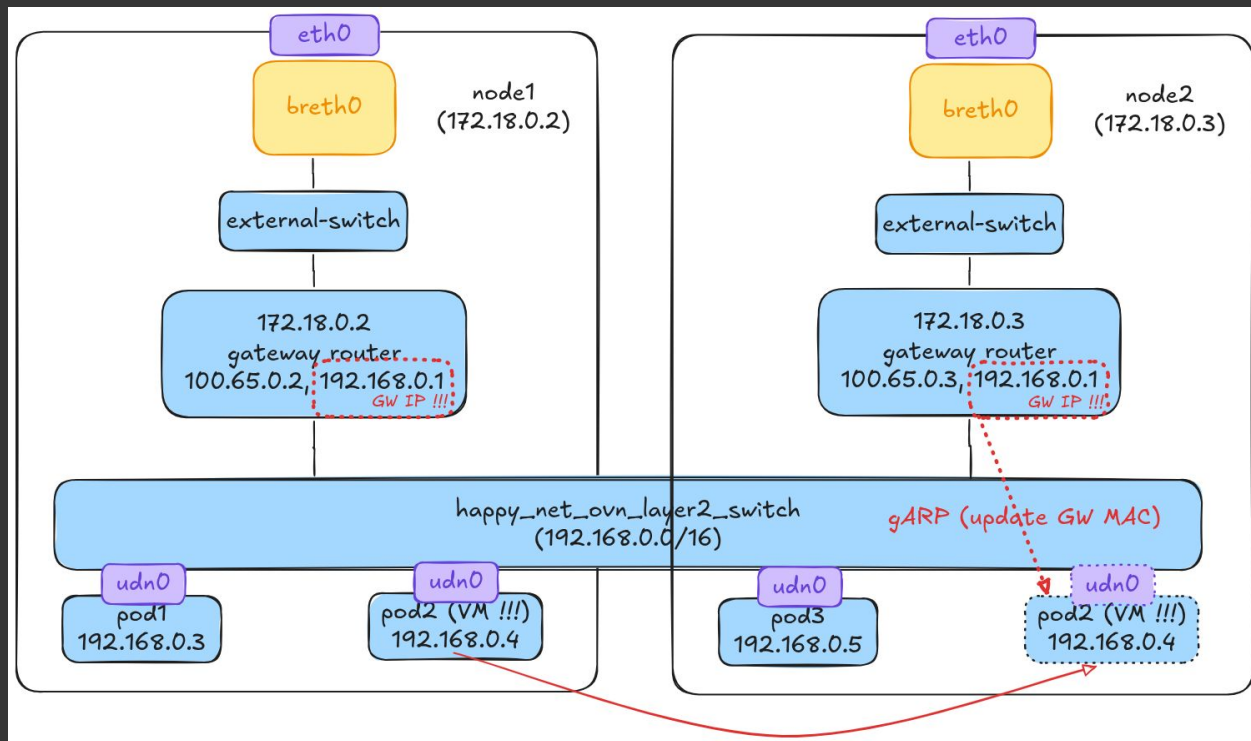 eth0
breth0
node1
(172.18.0.2)
external-switch
172.18.0.2
gateway router
100.65.0.2, 192.168.0.1
GW IP !!!
eth0
breth0
node2
(172.18.0.3)
external-switch
172.18.0.3
gateway router
100.65.0.3, 192.168.0.1
GW IP !!!
happy_net_ovn_layer2_switch
(192.168.0.0/16)
gARP (update GW MAC)
udn0
pod1
192.168.0.3
udn0
pod2 (VM !!!)
192.168.0.4
udn0
pod3
192.168.0.5
udn0
pod2 (VM !!!)
192.168.0.4